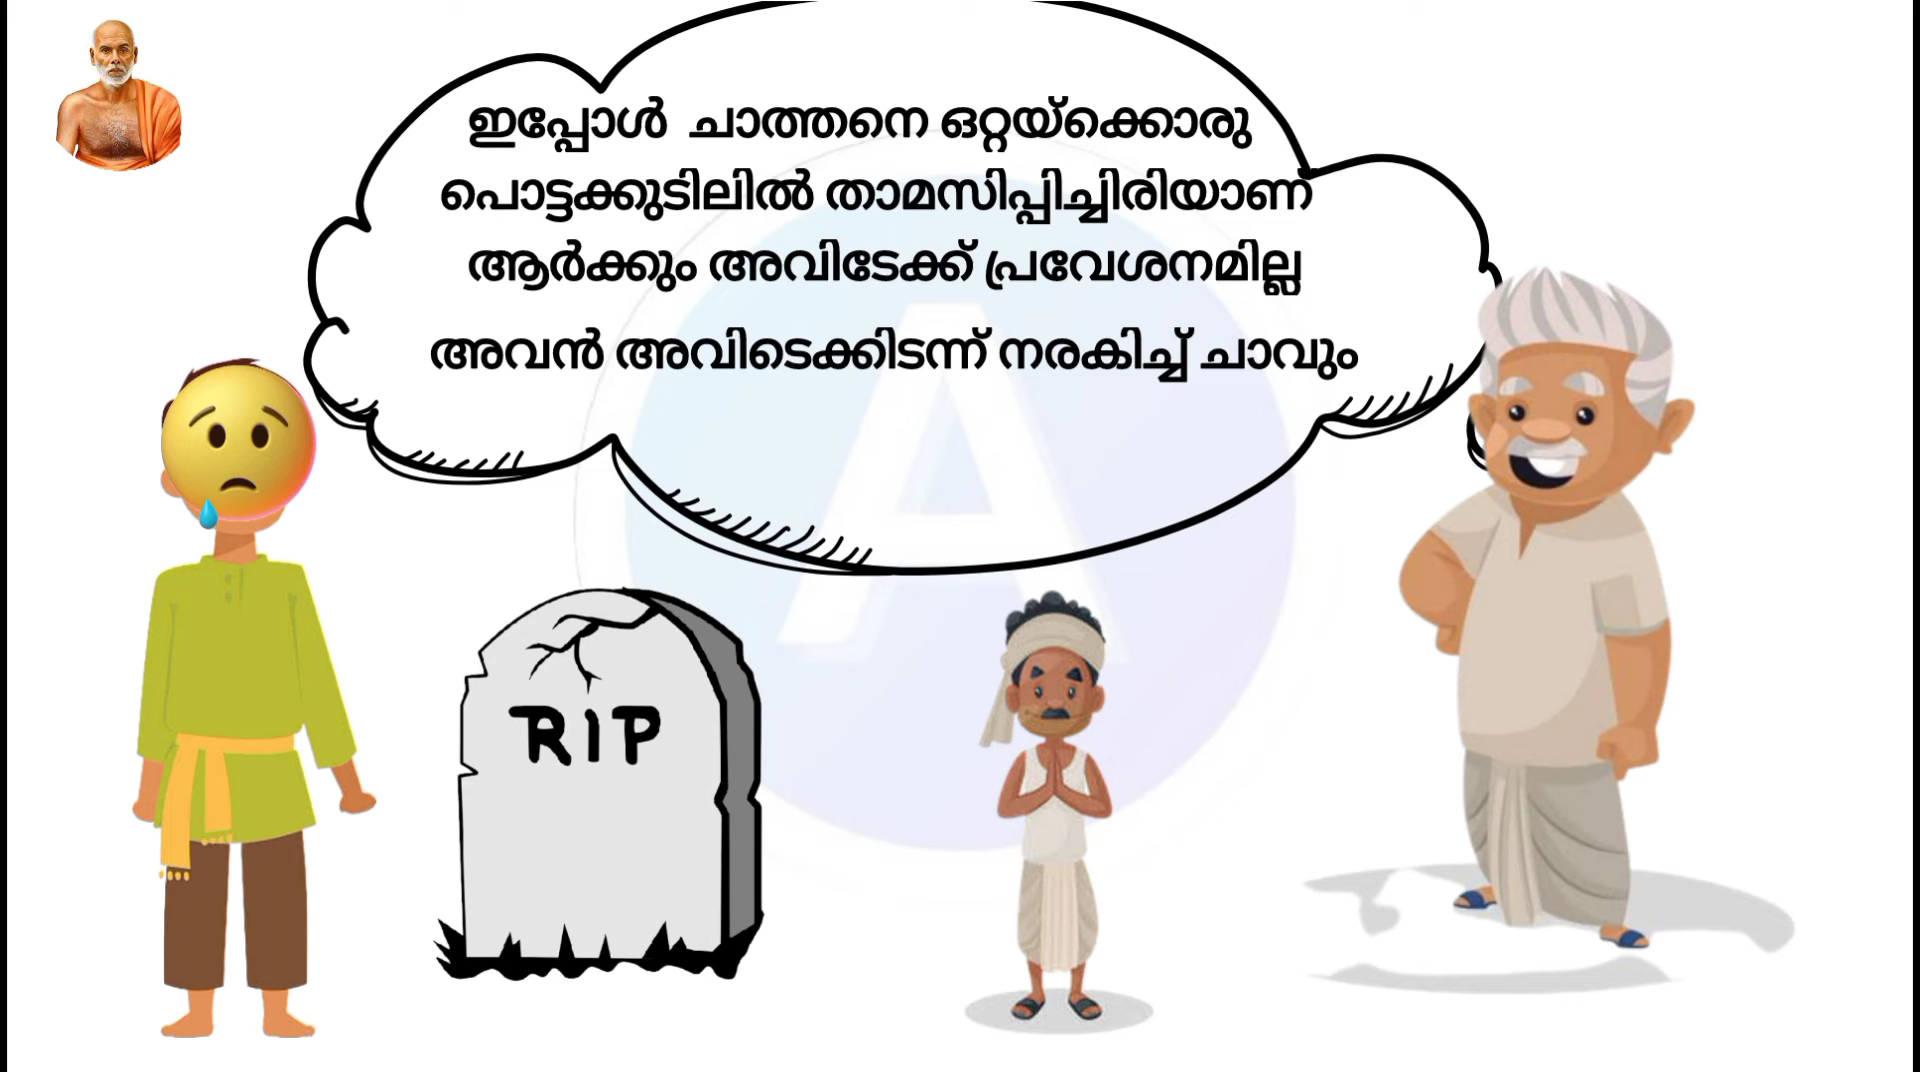 ഇപ്പോൾ ചാത്തനെ ഒറ്റയ്ക്കൊരു
പൊട്ടക്കുടിലിൽ താമസിപ്പിച്ചിരിയാണ
ആർക്കും അവിടേക്ക് പ്രവേശനമില്ല
അവൻ അവിടെക്കിടന്ന് നരകിച്ച് ചാവും
RIP
A